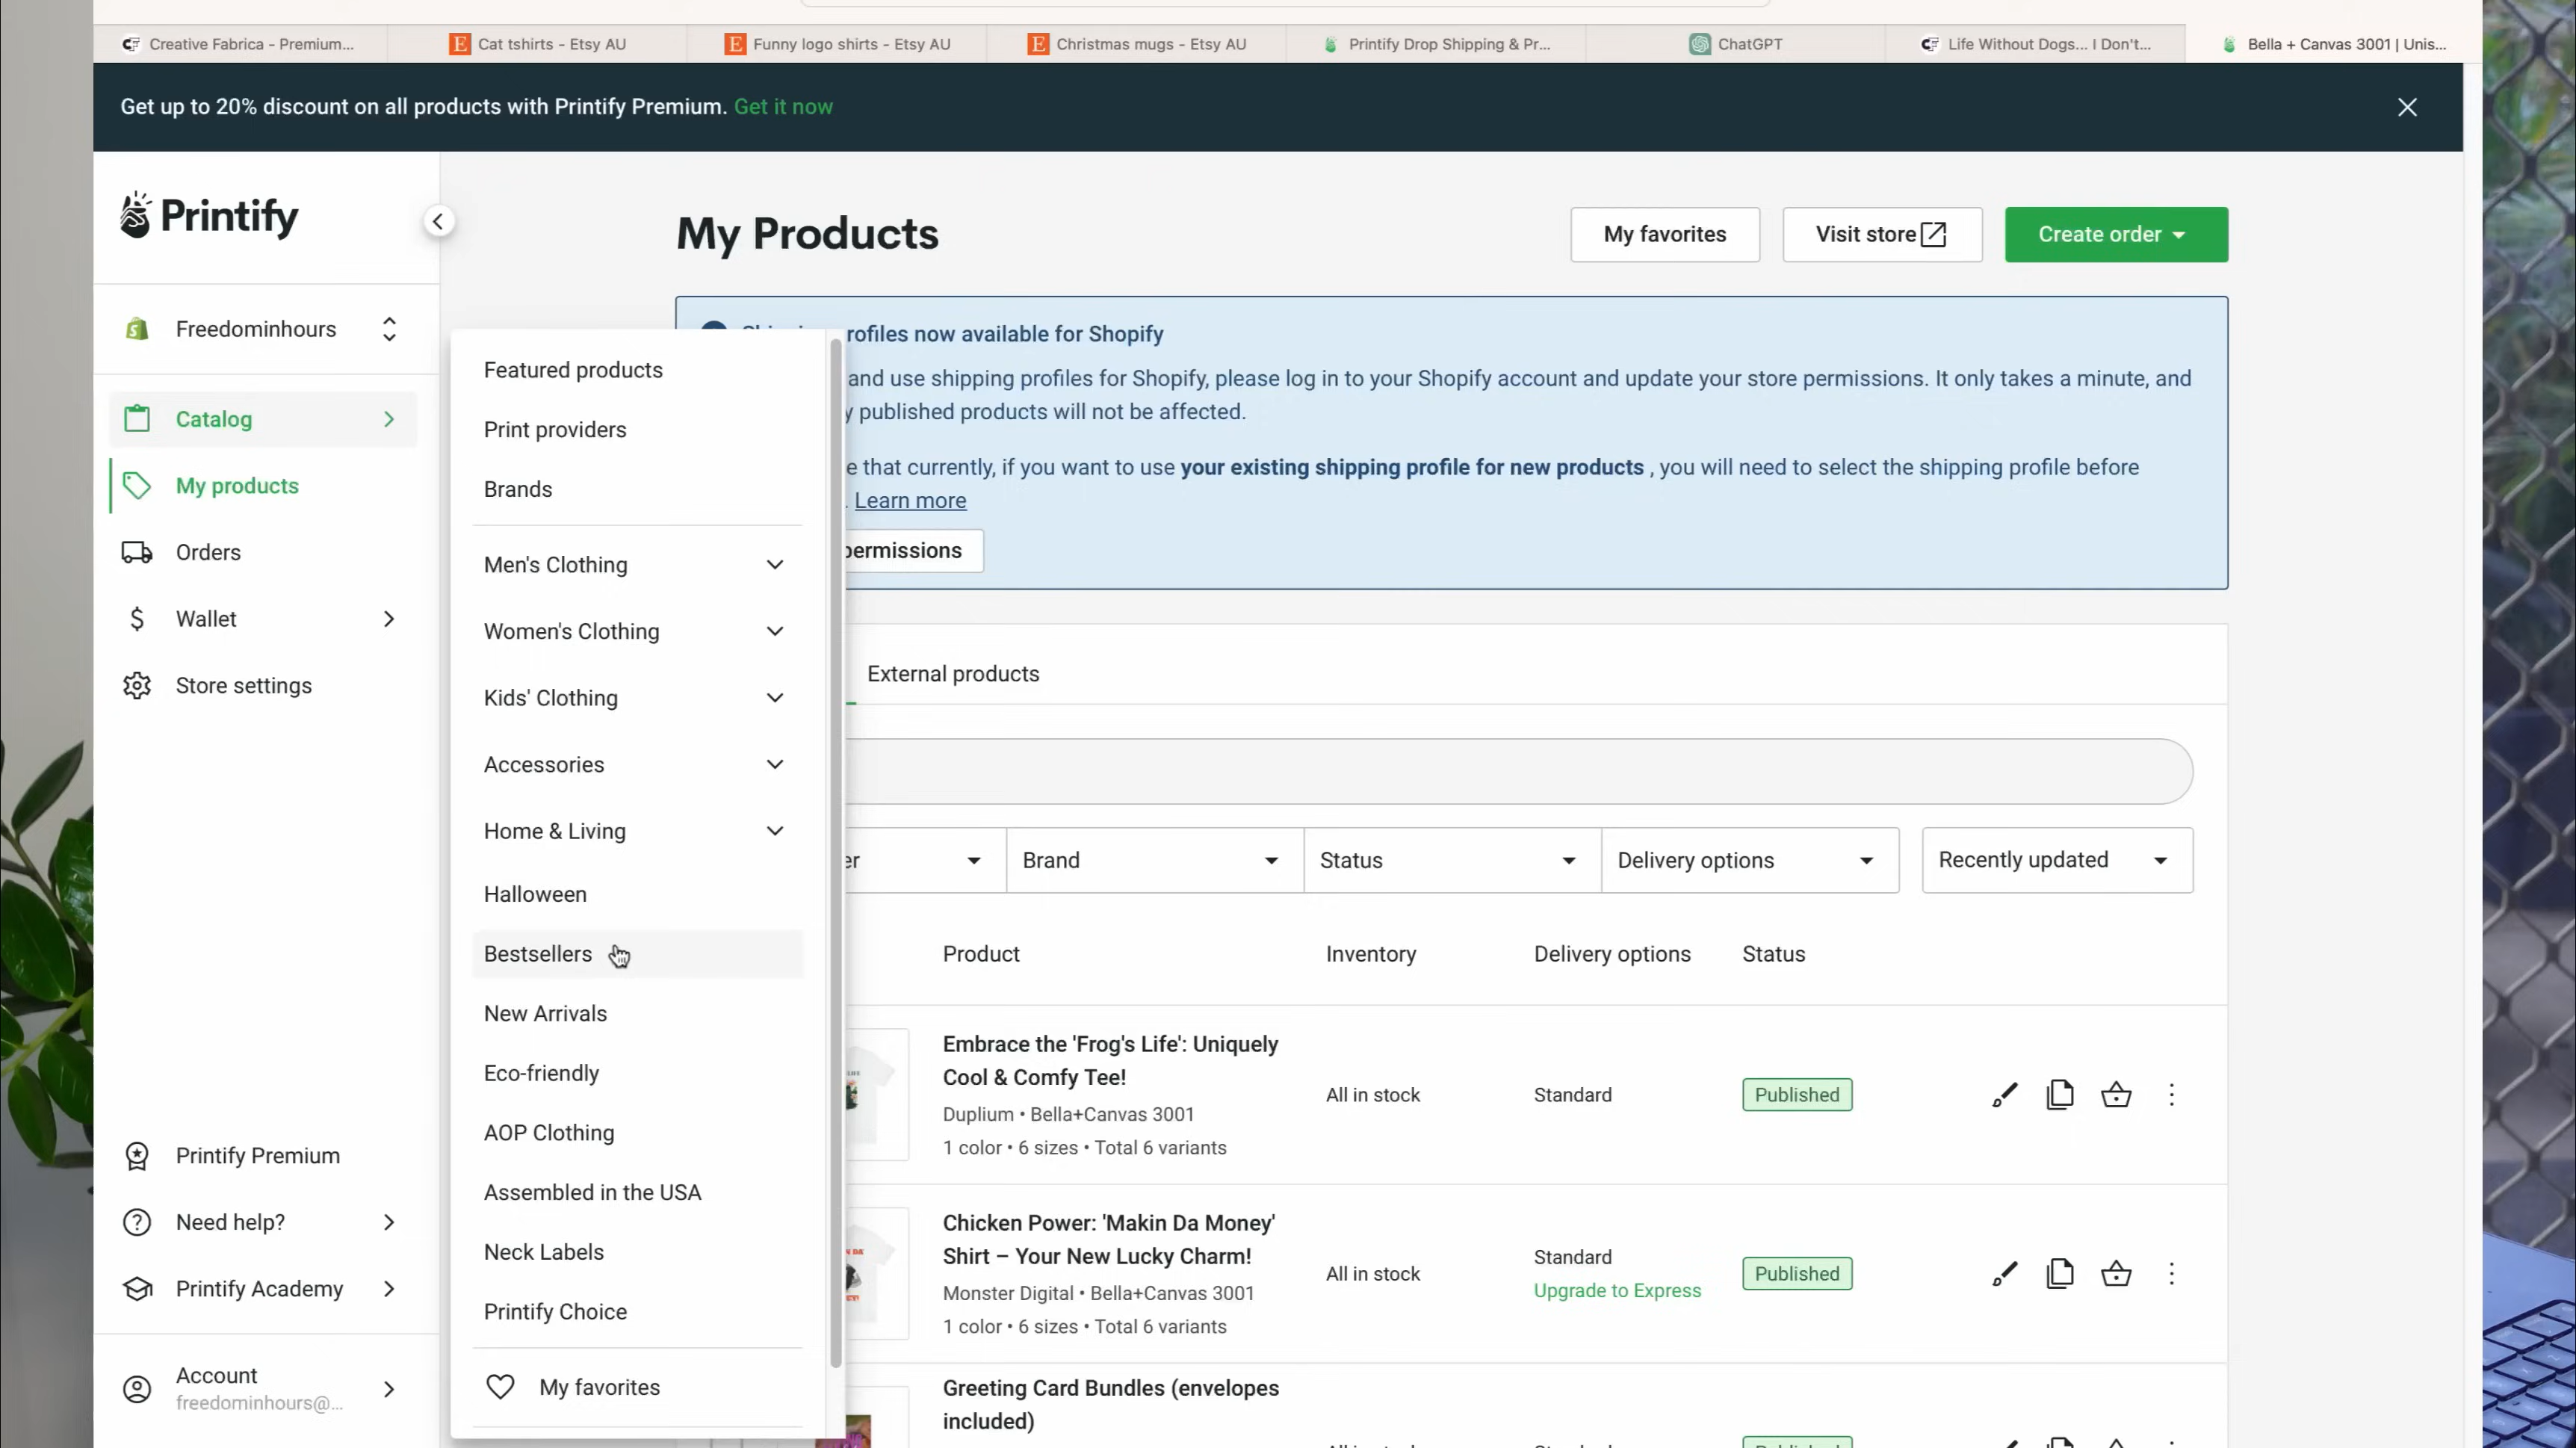 Creative Fabrica - Premium...
Cat tshirts - Etsy AU
Funny logo shirts - Etsy AU
Christmas mugs - Etsy AU
Printify Drop Shipping & Pr...
ChatGPT
Life Without Dogs... I Don't...
Bella + Canvas 3001 | Unis...
Get up to 20% discount on all products with Printify Premium. Get it now
Printify
Freedominhours
Catalog
My products
Orders
Wallet
Store settings
Printify Premium
Need help?
Printify Academy
Account
freedominhours@...
Featured products
Print providers
Brands
Men's Clothing
Women's Clothing
Kids' Clothing
Accessories
Home & Living
Halloween
Bestsellers
New Arrivals
Eco-friendly
AOP Clothing
Assembled in the USA
Neck Labels
Printify Choice
My favorites
My Products
My favorites
Visit store
Create order
rofiles now available for Shopify
and use shipping profiles for Shopify, please log in to your Shopify account and update your store permissions. It only takes a minute, and
y published products will not be affected.
e that currently, if you want to use your existing shipping profile for new products , you will need to select the shipping profile before
. Learn more
permissions
External products
er
Brand
Status
Delivery options
Recently updated
Product
Inventory
Delivery options
Status
Embrace the 'Frog's Life': Uniquely
Cool & Comfy Tee!
Duplium • Bella+Canvas 3001
1 color • 6 sizes • Total 6 variants
All in stock
Standard
Published
Chicken Power: 'Makin Da Money'
Shirt – Your New Lucky Charm!
Monster Digital • Bella+Canvas 3001
1 color • 6 sizes • Total 6 variants
All in stock
Standard
Upgrade to Express
Published
Greeting Card Bundles (envelopes
included)